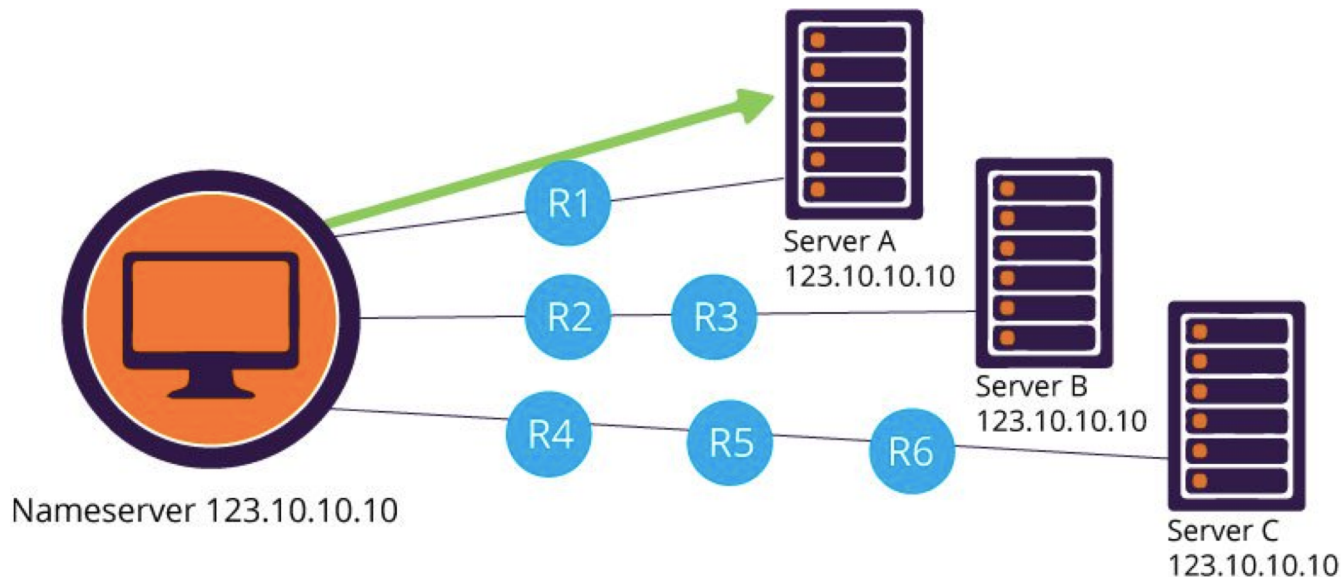 R1
Server A
123.10.10.10
R2
R3
Server B
123.10.10.10
R4
R5
R6
Nameserver 123.10.10.10
Server C
123.10.10.10